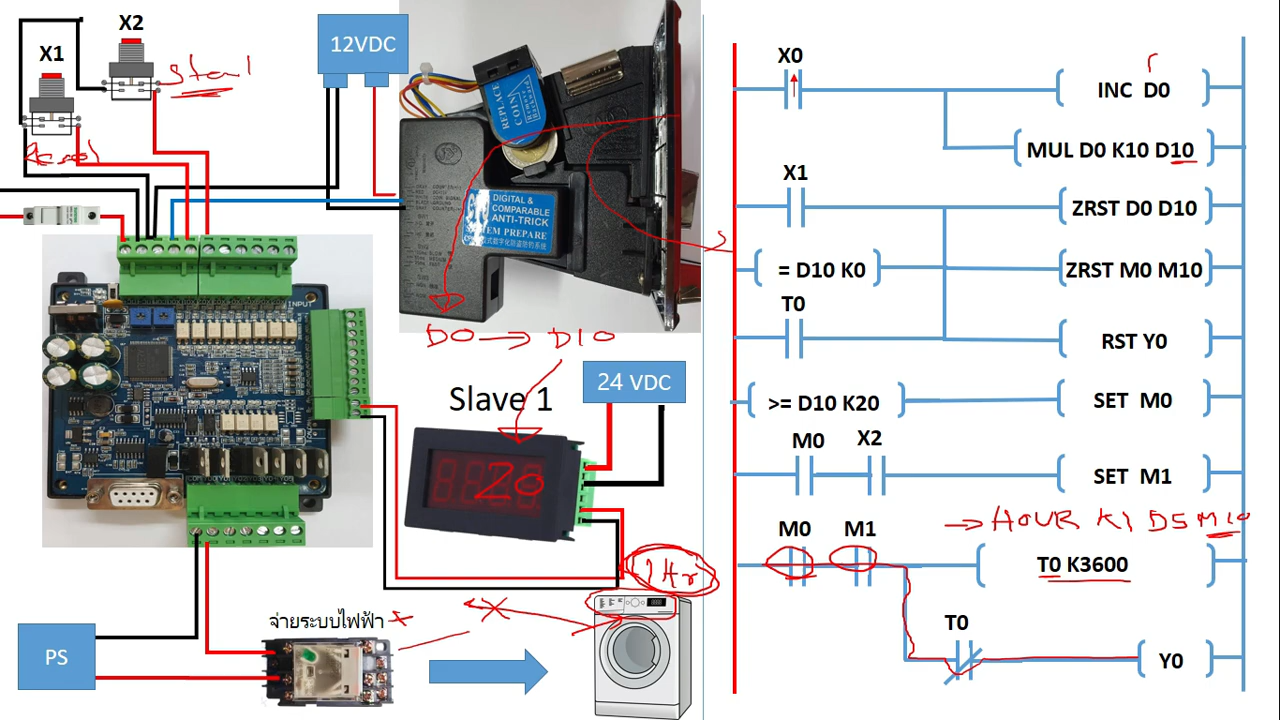 X2
X1
Start
Reset
12VDC
REPLACE
COIN
DIGITAL &
COMPARABLE
ANTI-TRICK
SYSTEM PREPARE
INPUT
D0 → D10
Slave 1
24 VDC
20
1 Hr
จ่ายระบบไฟฟ้า
PS
X0
INC D0
MUL D0 K10 D10
X1
ZRST D0 D10
= D10 K0
ZRST M0 M10
T0
RST Y0
>= D10 K20
SET M0
M0 X2
SET M1
→ HOUR K1 D5 M10
M0 M1
T0 K3600
T0
Y0